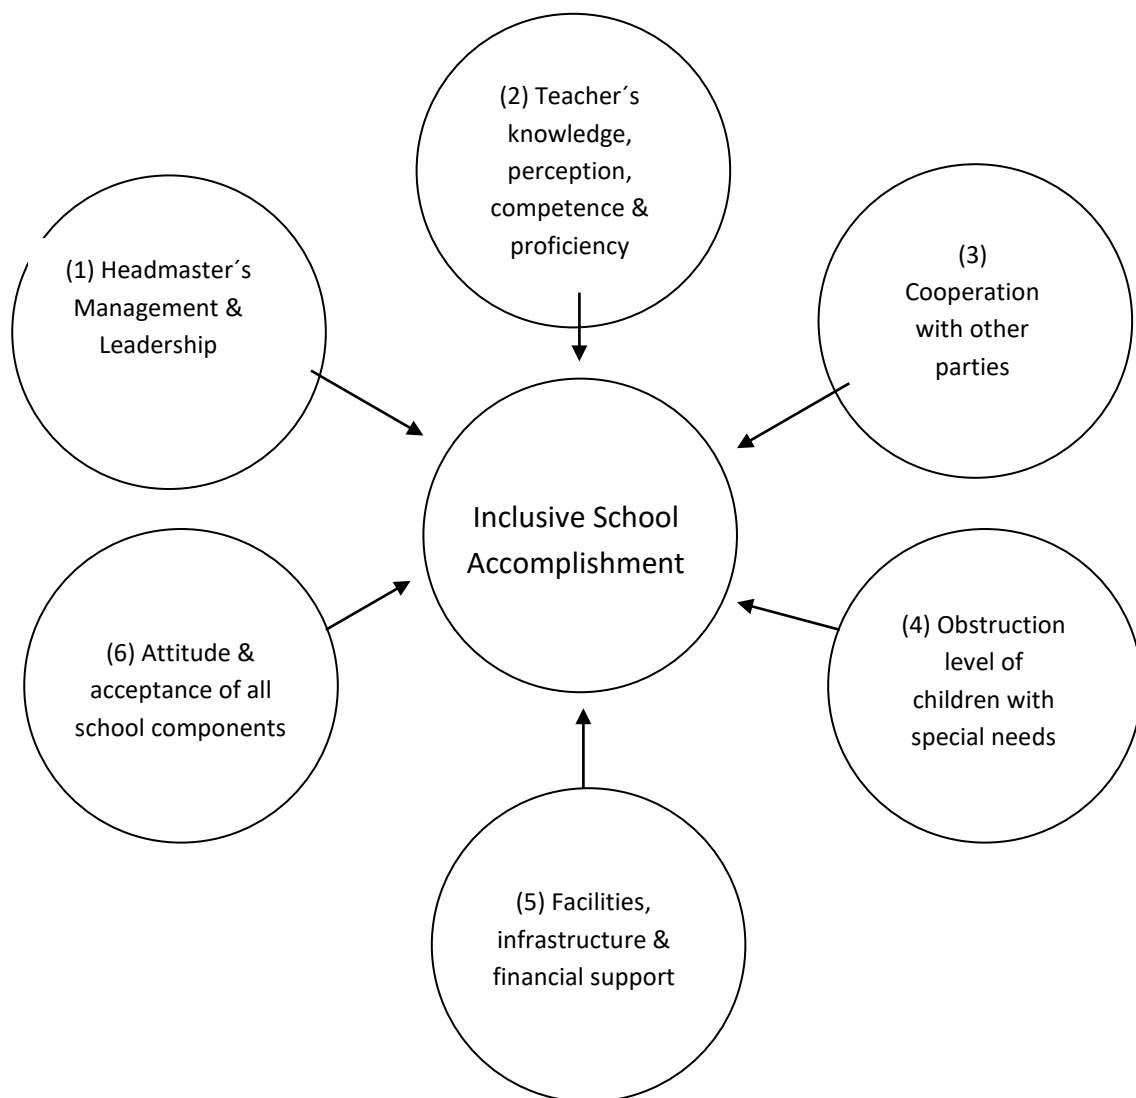 (1) Headmaster´s
Management &
Leadership
(2) Teacher´s
knowledge,
perception,
competence &
proficiency
(3)
Cooperation
with other
parties
Inclusive School
Accomplishment
(4) Obstruction
level of
children with
special needs
(5) Facilities,
infrastructure &
financial support
(6) Attitude &
acceptance of all
school components